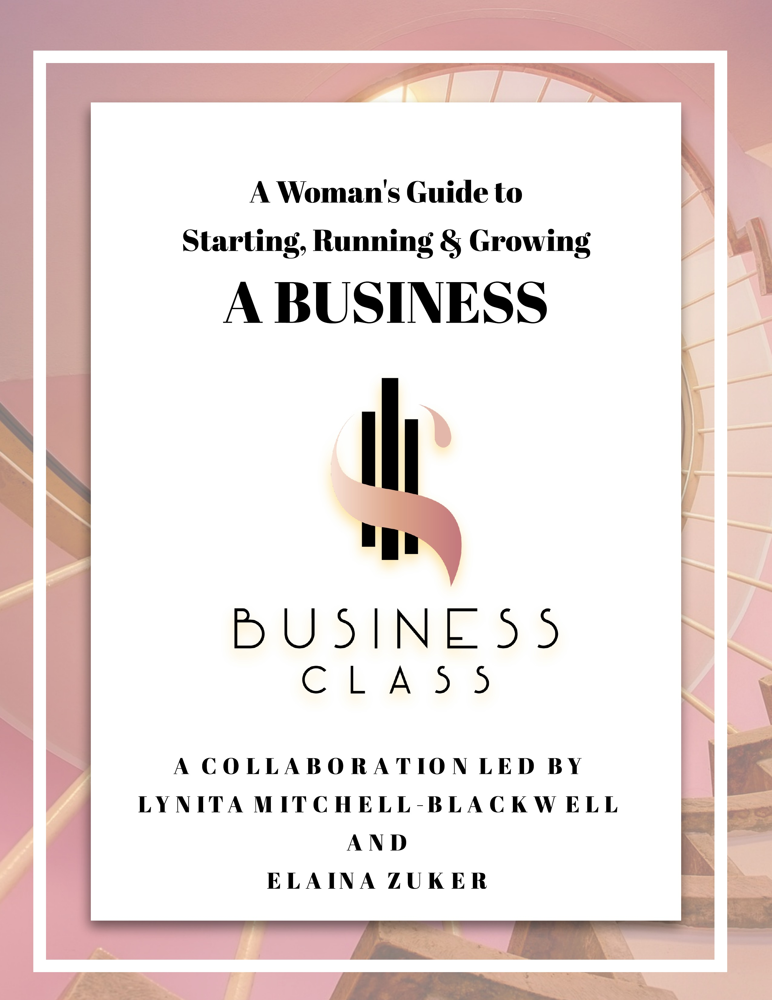 A Woman's Guide to
Starting, Running & Growing
A BUSINESS
BUSINESS
CLASS
A COLLABORATION LED BY
LYNITA MITCHELL-BLACKWELL
AND
ELAINA ZUKER